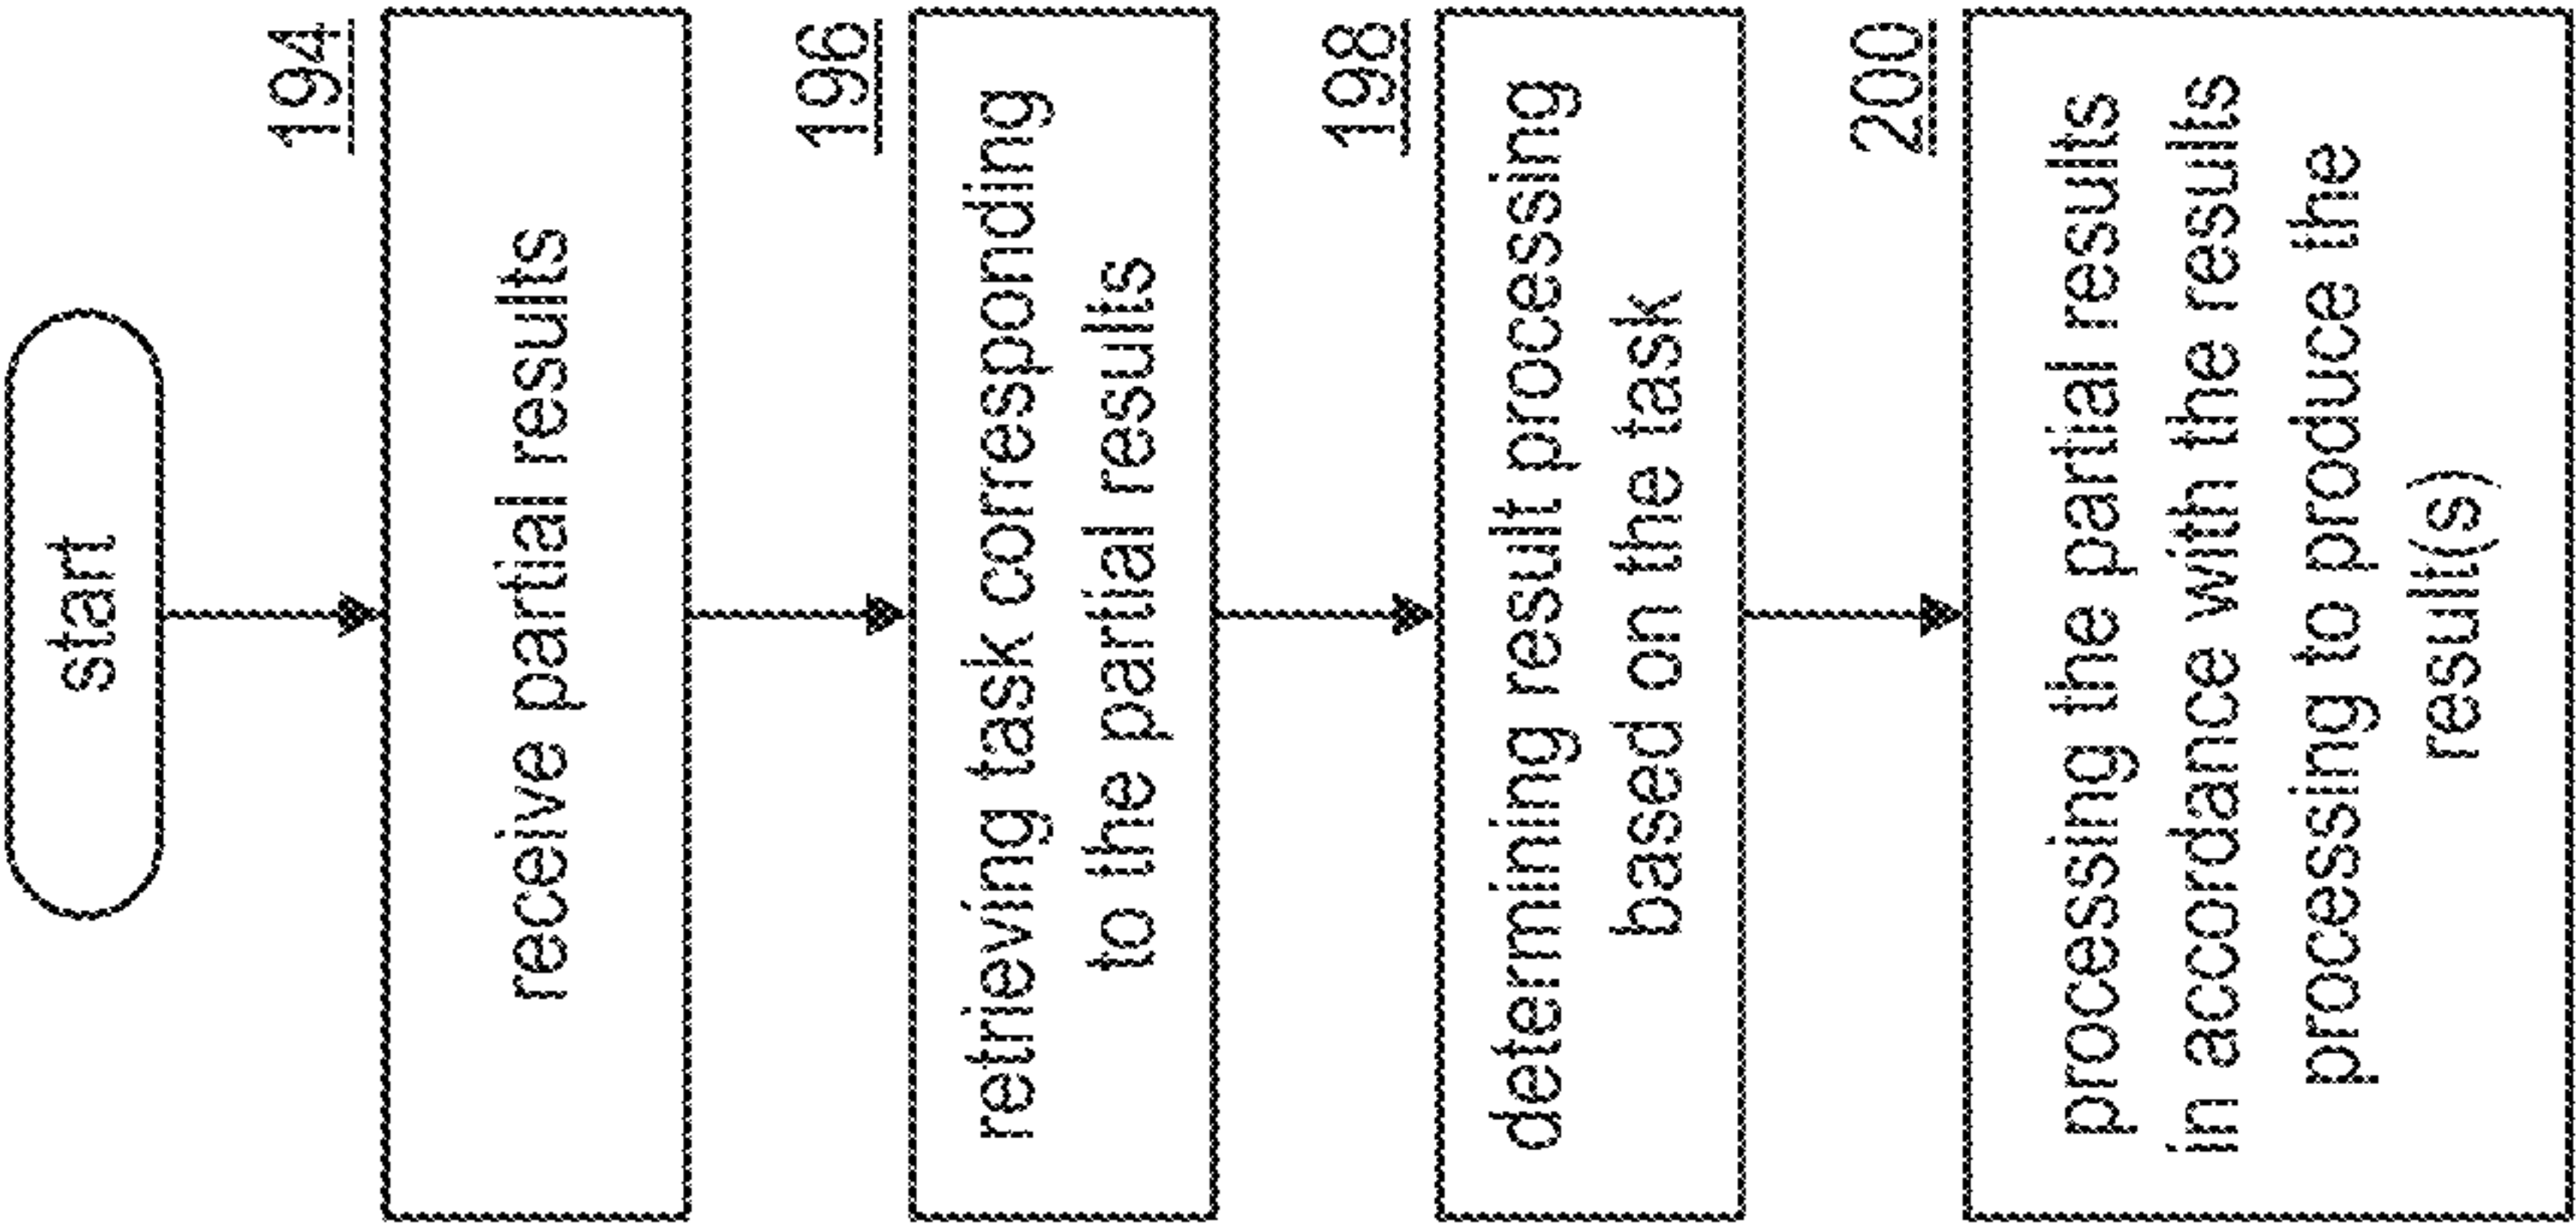 start
194
receive partial results
196
retrieving task corresponding
to the partial results
198
determining result processing
based on the task
200
processing the partial results
in accordance with the results
processing to produce the
result(s)